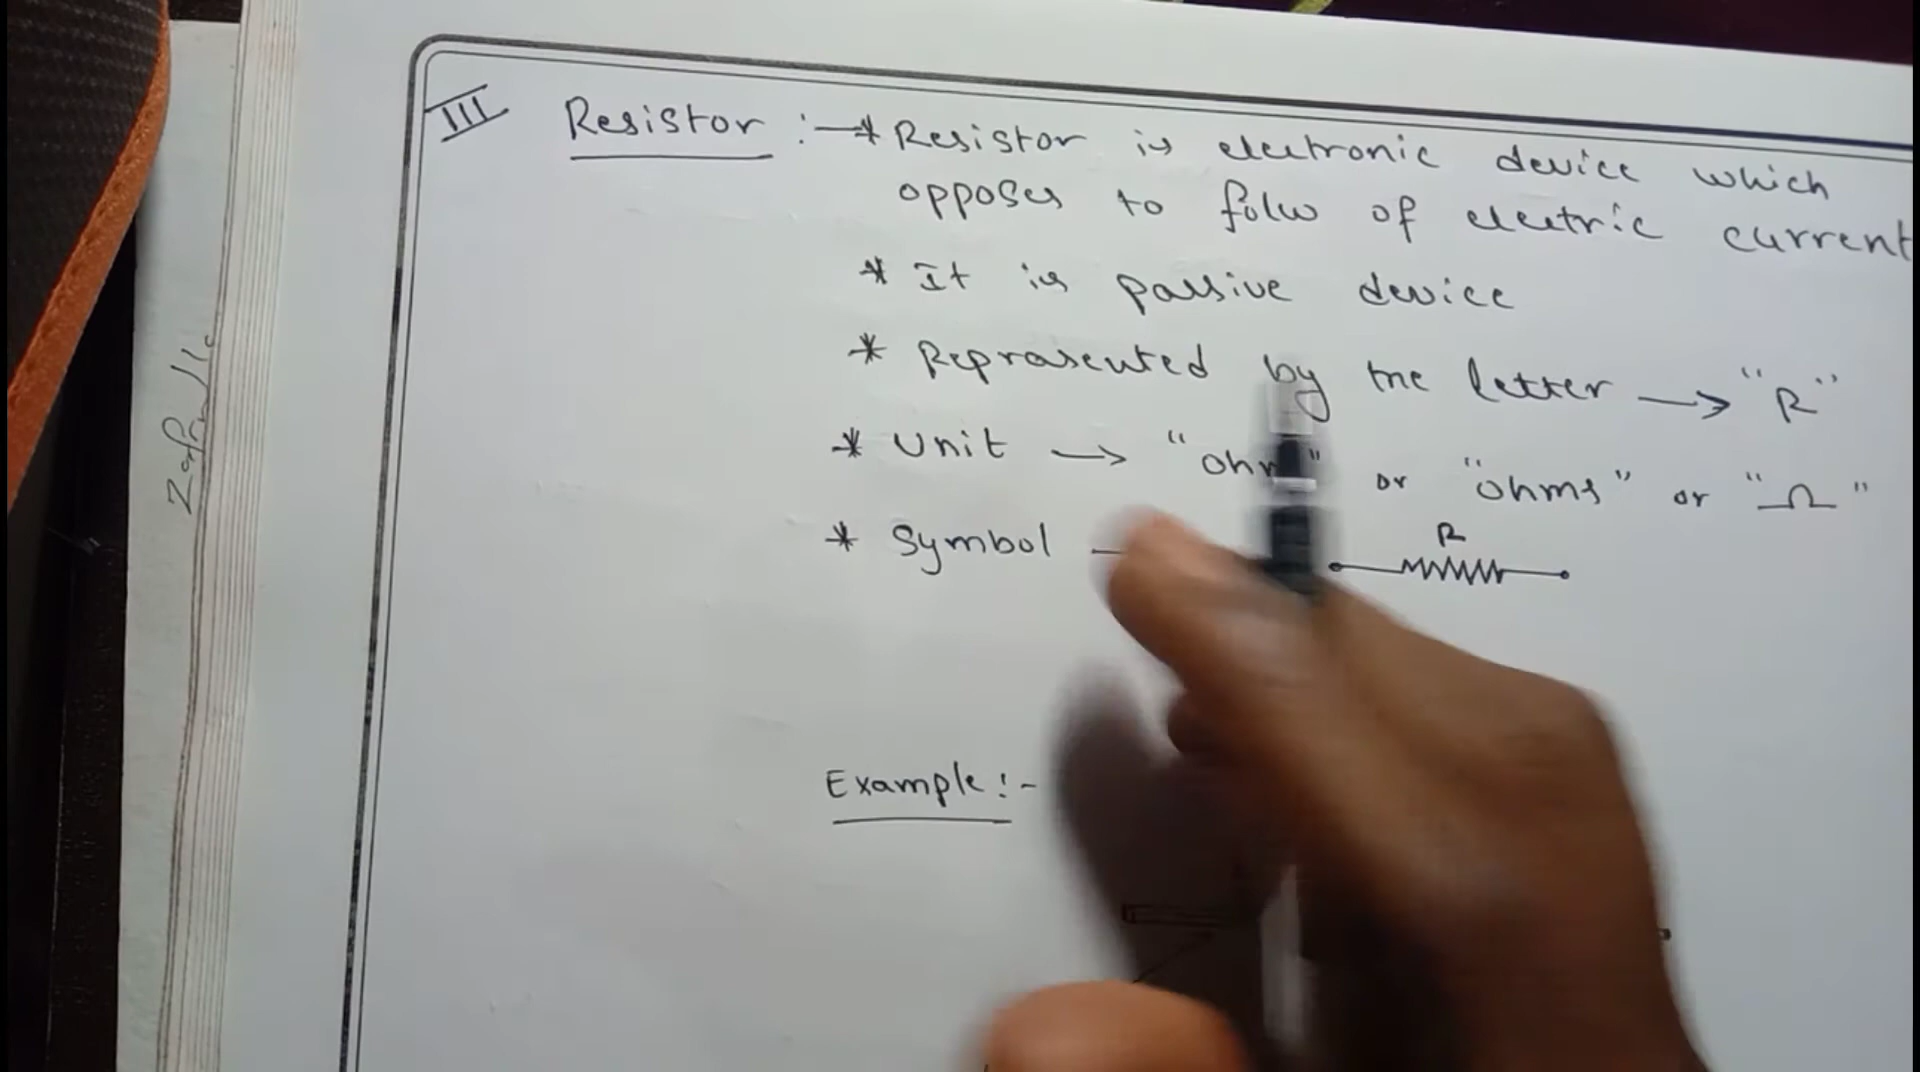 III Resistor :-* Resistor is electronic device which
opposes to folw of electric current
* It is passive device
* Reprasented by the letter → "R"
* Unit → "ohm" or "ohms" or "Ω"
* Symbol
R
Example :-